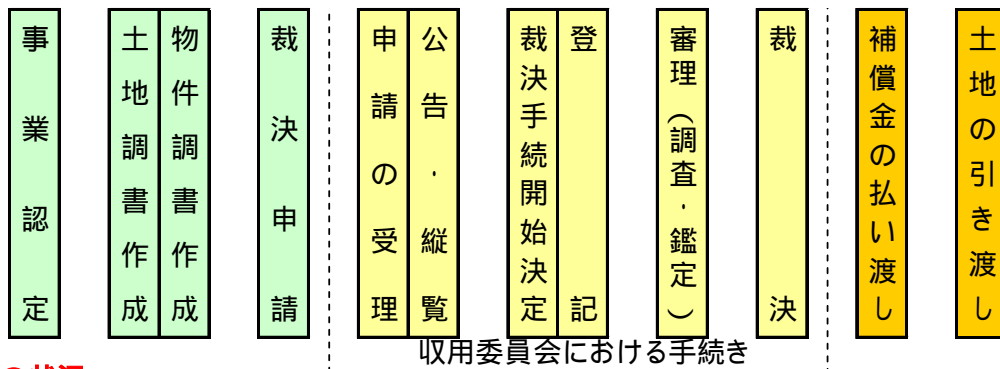 事業認定
土地調書作成
物件調書作成
裁決申請
申請の受理
公告・縦覧
裁決手続開始決定
登記
審理（調査・鑑定）
裁決
補償金の払い渡し
土地の引き渡し
収用委員会における手続き